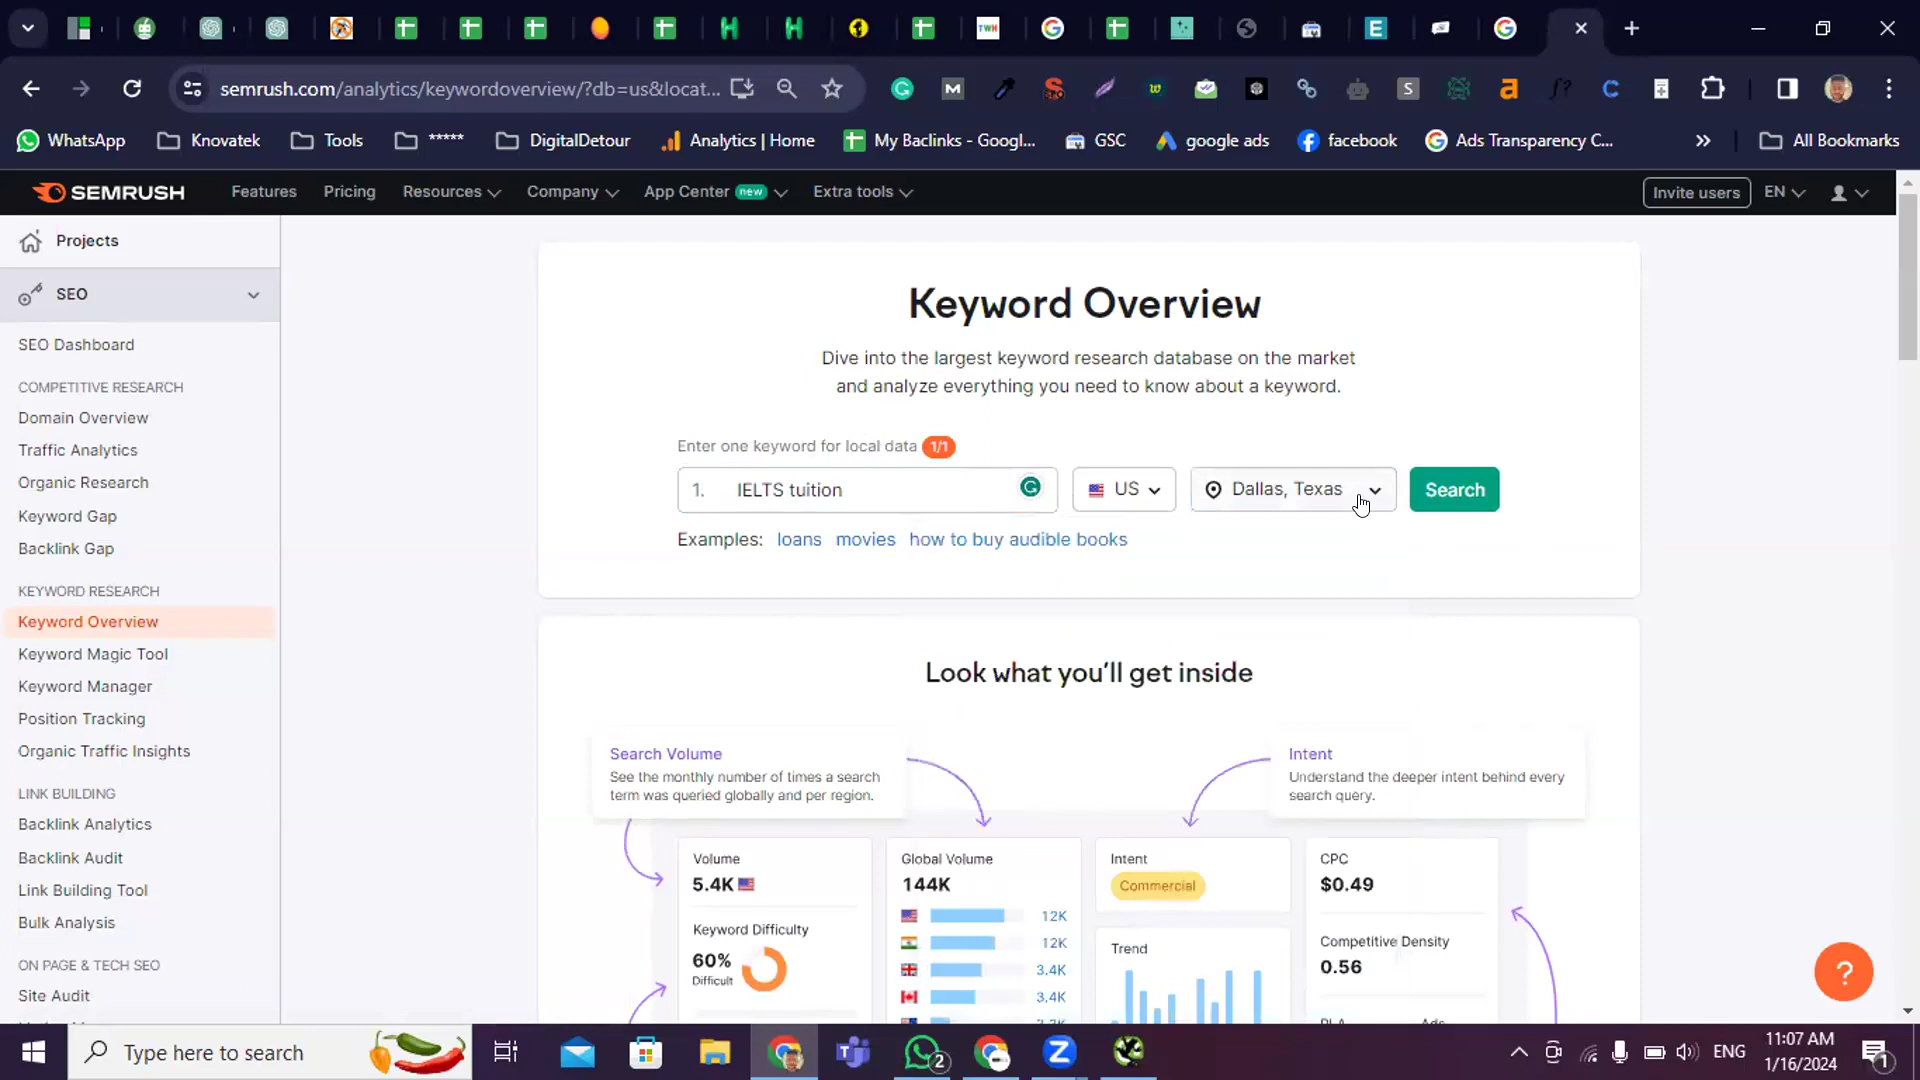 TWH
E
semrush.com/analytics/keywordoverview/?db=us&locat...
WhatsApp
Knovatek
Tools
*****
DigitalDetour
Analytics | Home
My Baclinks - Googl...
GSC
google ads
facebook
Ads Transparency C...
»
All Bookmarks
SEMRUSH
Features
Pricing
Resources
Company
App Center new
Extra tools
Invite users
EN
Projects
SEO
SEO Dashboard
COMPETITIVE RESEARCH
Domain Overview
Traffic Analytics
Organic Research
Keyword Gap
Backlink Gap
KEYWORD RESEARCH
Keyword Overview
Keyword Magic Tool
Keyword Manager
Position Tracking
Organic Traffic Insights
LINK BUILDING
Backlink Analytics
Backlink Audit
Link Building Tool
Bulk Analysis
ON PAGE & TECH SEO
Site Audit
Keyword Overview
Dive into the largest keyword research database on the market
and analyze everything you need to know about a keyword.
Enter one keyword for local data 1/1
1. IELTS tuition
US
Dallas, Texas
Search
Examples: loans movies how to buy audible books
Look what you'll get inside
Search Volume
See the monthly number of times a search
term was queried globally and per region.
Intent
Understand the deeper intent behind every
search query.
Volume
5.4K
Keyword Difficulty
60%
Difficult
Global Volume
144K
12K
12K
3.4K
3.4K
Intent
Commercial
Trend
CPC
$0.49
Competitive Density
0.56
?
Type here to search
2
ENG
11:07 AM
1/16/2024
1